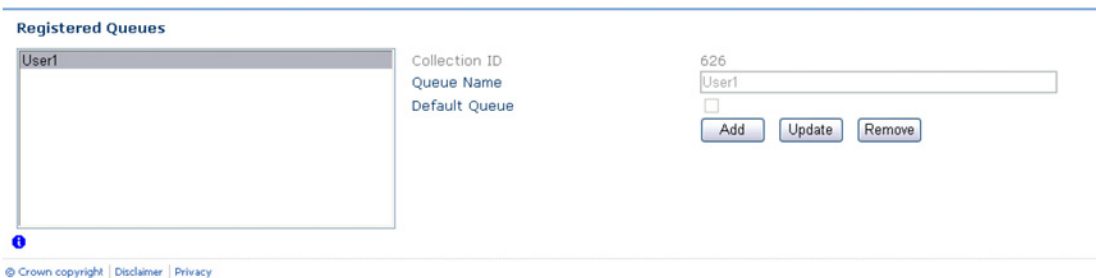 Registered Queues
User1
Collection ID 626
Queue Name User1
Default Queue
Add Update Remove
© Crown copyright | Disclaimer | Privacy